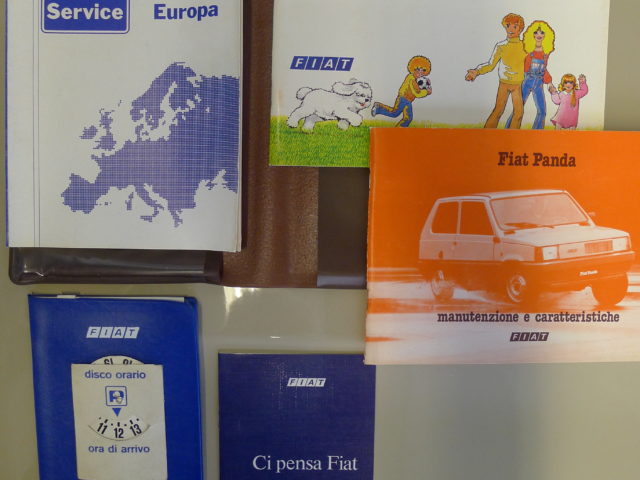 Service
Europa
FIAT
Fiat Panda
manutenzione e caratteristiche
FIAT
FIAT
disco orario
11 12 13
ora di arrivo
FIAT
Ci pensa Fiat